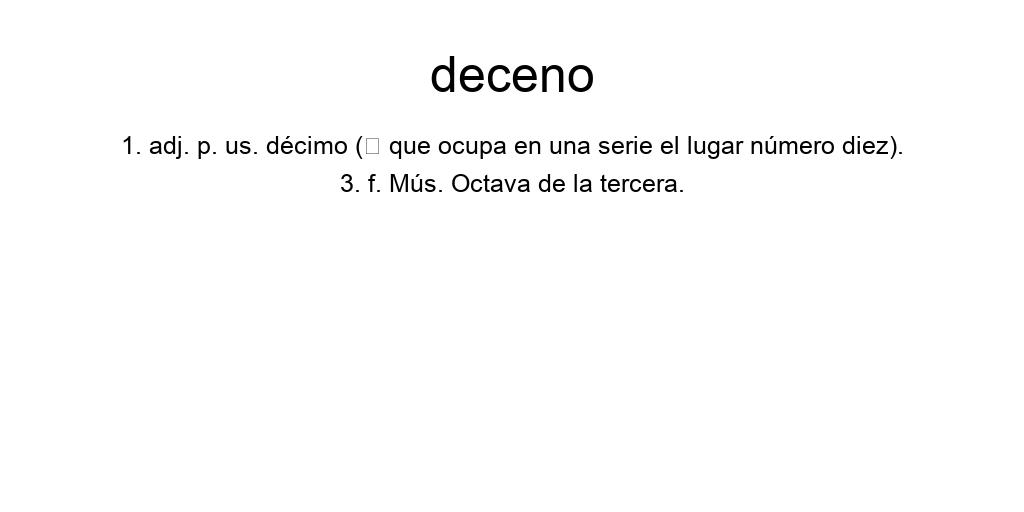 deceno
1. adj. p. us. décimo (□ que ocupa en una serie el lugar número diez).
3. f. Mús. Octava de la tercera.